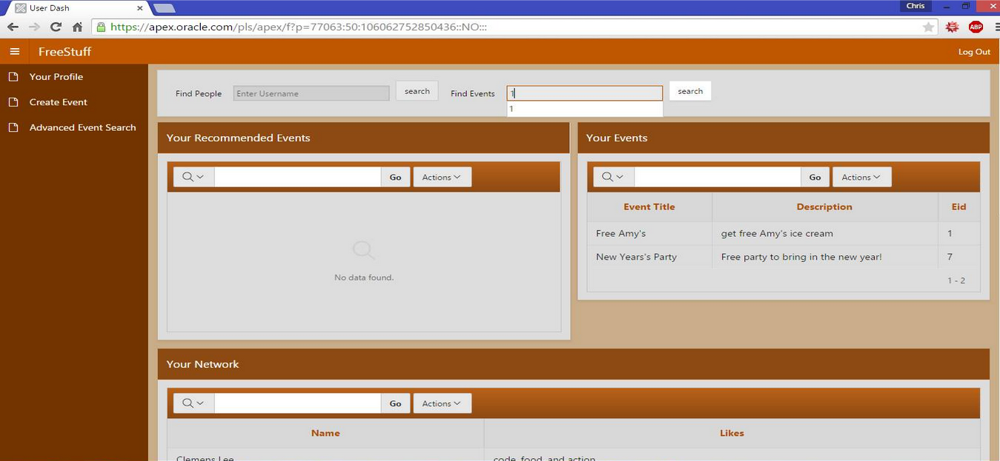 User Dash
Chris
https://apex.oracle.com/pls/apex/f?p=77063:50:106062752850436::NO:::
ABP
FreeStuff
Log Out
Your Profile
Create Event
Advanced Event Search
Find People Enter Username search Find Events 1 search
1
Your Recommended Events
Go Actions
No data found.
Your Events
Go Actions
Event Title Description Eid
Free Amy's get free Amy's ice cream 1
New Years's Party Free party to bring in the new year! 7
1 - 2
Your Network
Go Actions
Name Likes
Clemens Lee code, food, and action